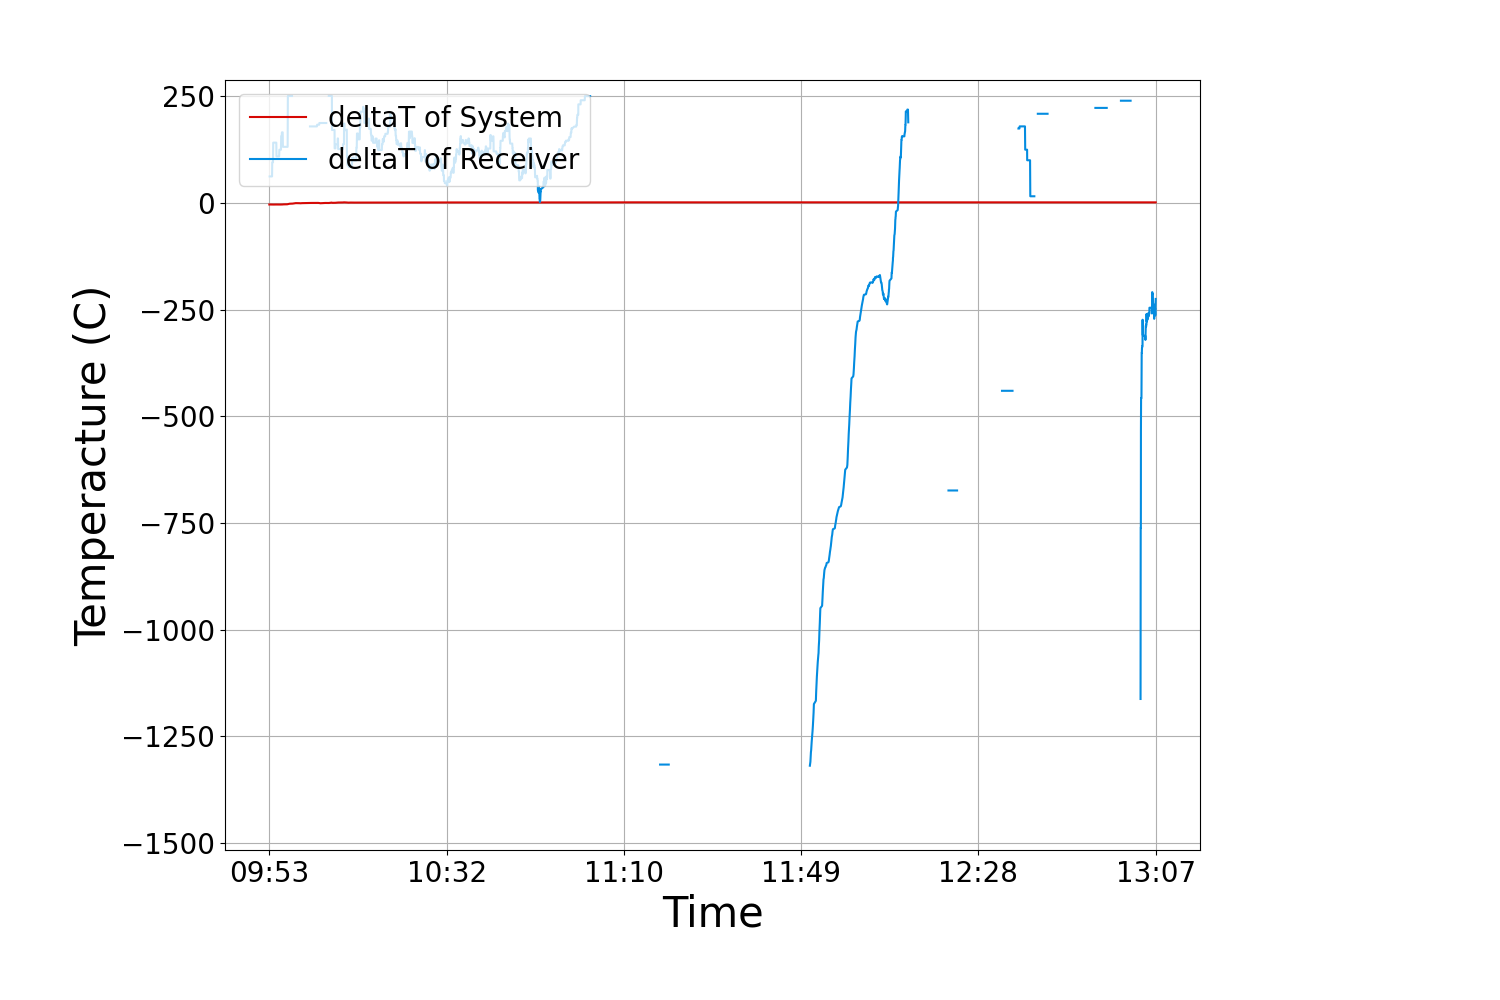 deltaT of System
deltaT of Receiver
250
0
−250
−500
−750
−1000
−1250
−1500
Temperacture (C)
09:53 10:32 11:10 11:49 12:28 13:07
Time